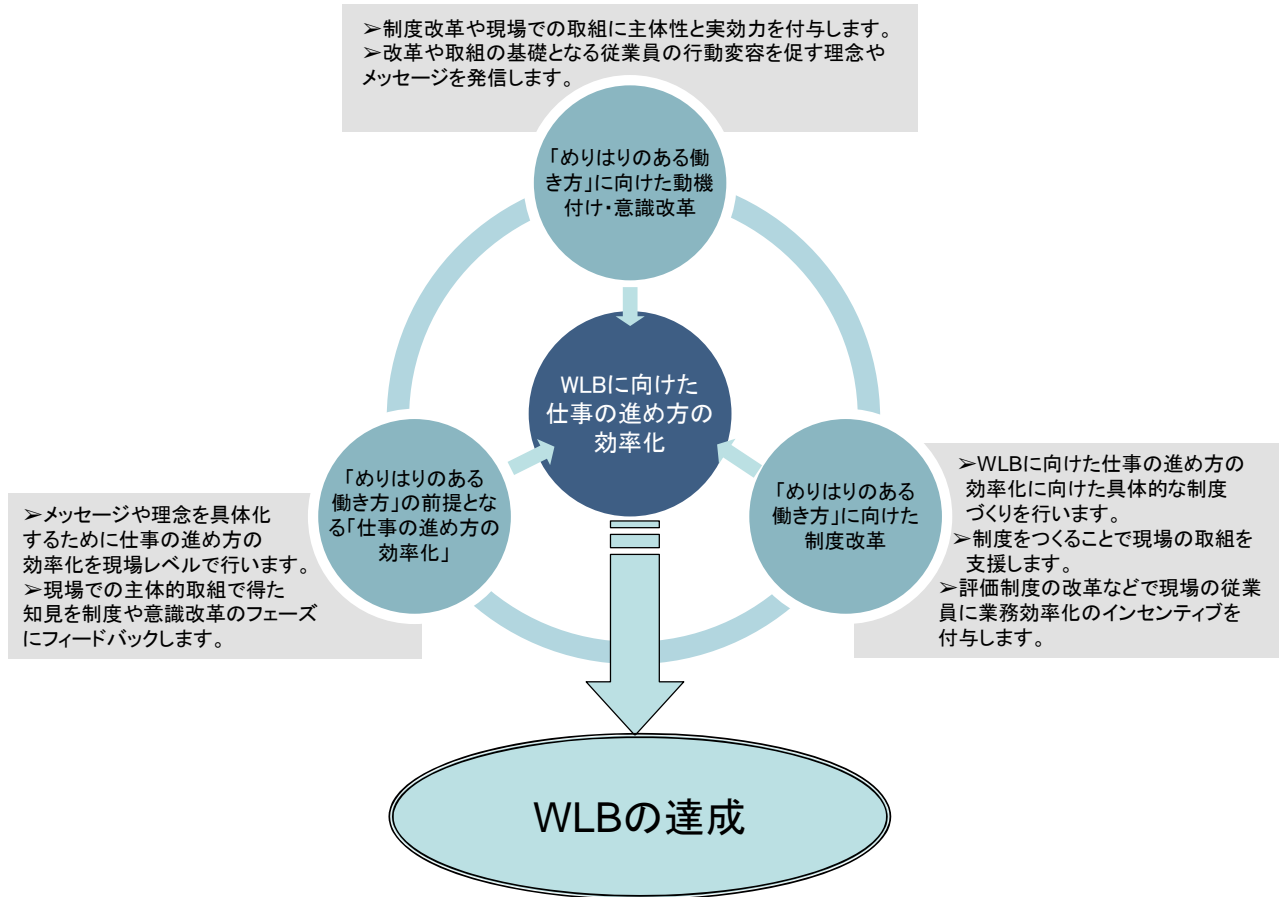 ➢制度改革や現場での取組に主体性と実効力を付与します。
➢改革や取組の基礎となる従業員の行動変容を促す理念や
メッセージを発信します。
「めりはりのある働
き方」に向けた動機
付け・意識改革
WLBに向けた
仕事の進め方の
効率化
「めりはりのある
働き方」の前提とな
る「仕事の進め方の
効率化」
➢メッセージや理念を具体化
するために仕事の進め方の
効率化を現場レベルで行います。
➢現場での主体的取組で得た
知見を制度や意識改革のフェーズ
にフィードバックします。
「めりはりのある
働き方」に向けた
制度改革
➢WLBに向けた仕事の進め方の
効率化に向けた具体的な制度
づくりを行います。
➢制度をつくることで現場の取組を
支援します。
➢評価制度の改革などで現場の従業
員に業務効率化のインセンティブを
付与します。
WLBの達成